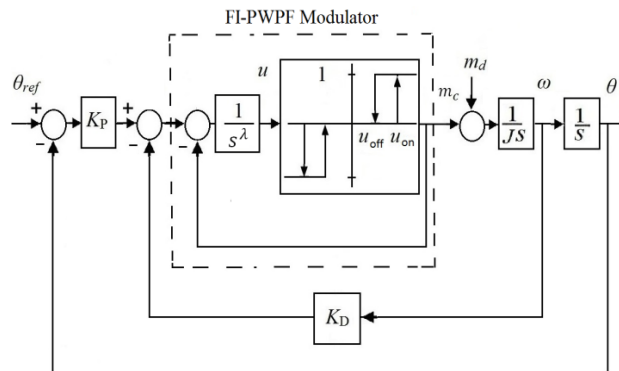 FI-PWPF Modulator
θref
+
-
KP
+
-
-
1
s^λ
u
1
uoff uon
mc
md
1
Js
ω
1
s
θ
KD